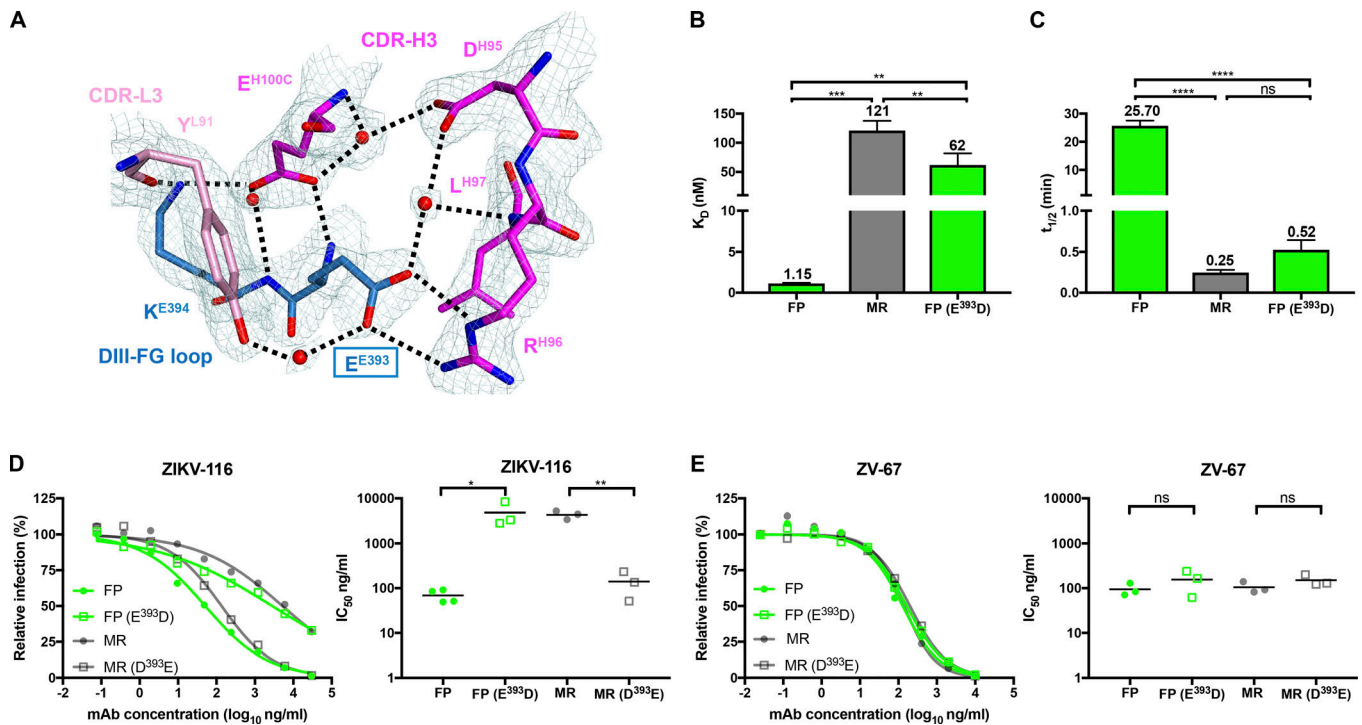 A
CDR-H3
D^H95
E^H100C
CDR-L3
Y^L91
L^H97
K^E394
DIII-FG loop
E^E393
R^H96
B
**
***
**
K_D (nM)
150
100
50
10
5
0
1.15
121
62
FP
MR
FP (E^393D)
C
****
****
ns
t_1/2 (min)
30
20
10
1.0
0.5
0.0
25.70
0.25
0.52
FP
MR
FP (E^393D)
D
ZIKV-116
Relative infection (%)
125
100
75
50
25
0
FP
FP (E^393D)
MR
MR (D^393E)
-2 -1 0 1 2 3 4 5
mAb concentration (log_10 ng/ml)
ZIKV-116
*
**
IC_50 ng/ml
10000
1000
100
10
1
FP
FP (E^393D)
MR
MR (D^393E)
E
ZV-67
Relative infection (%)
125
100
75
50
25
0
FP
FP (E^393D)
MR
MR (D^393E)
-2 -1 0 1 2 3 4 5
mAb concentration (log_10 ng/ml)
ZV-67
ns
ns
IC_50 ng/ml
10000
1000
100
10
1
FP
FP (E^393D)
MR
MR (D^393E)